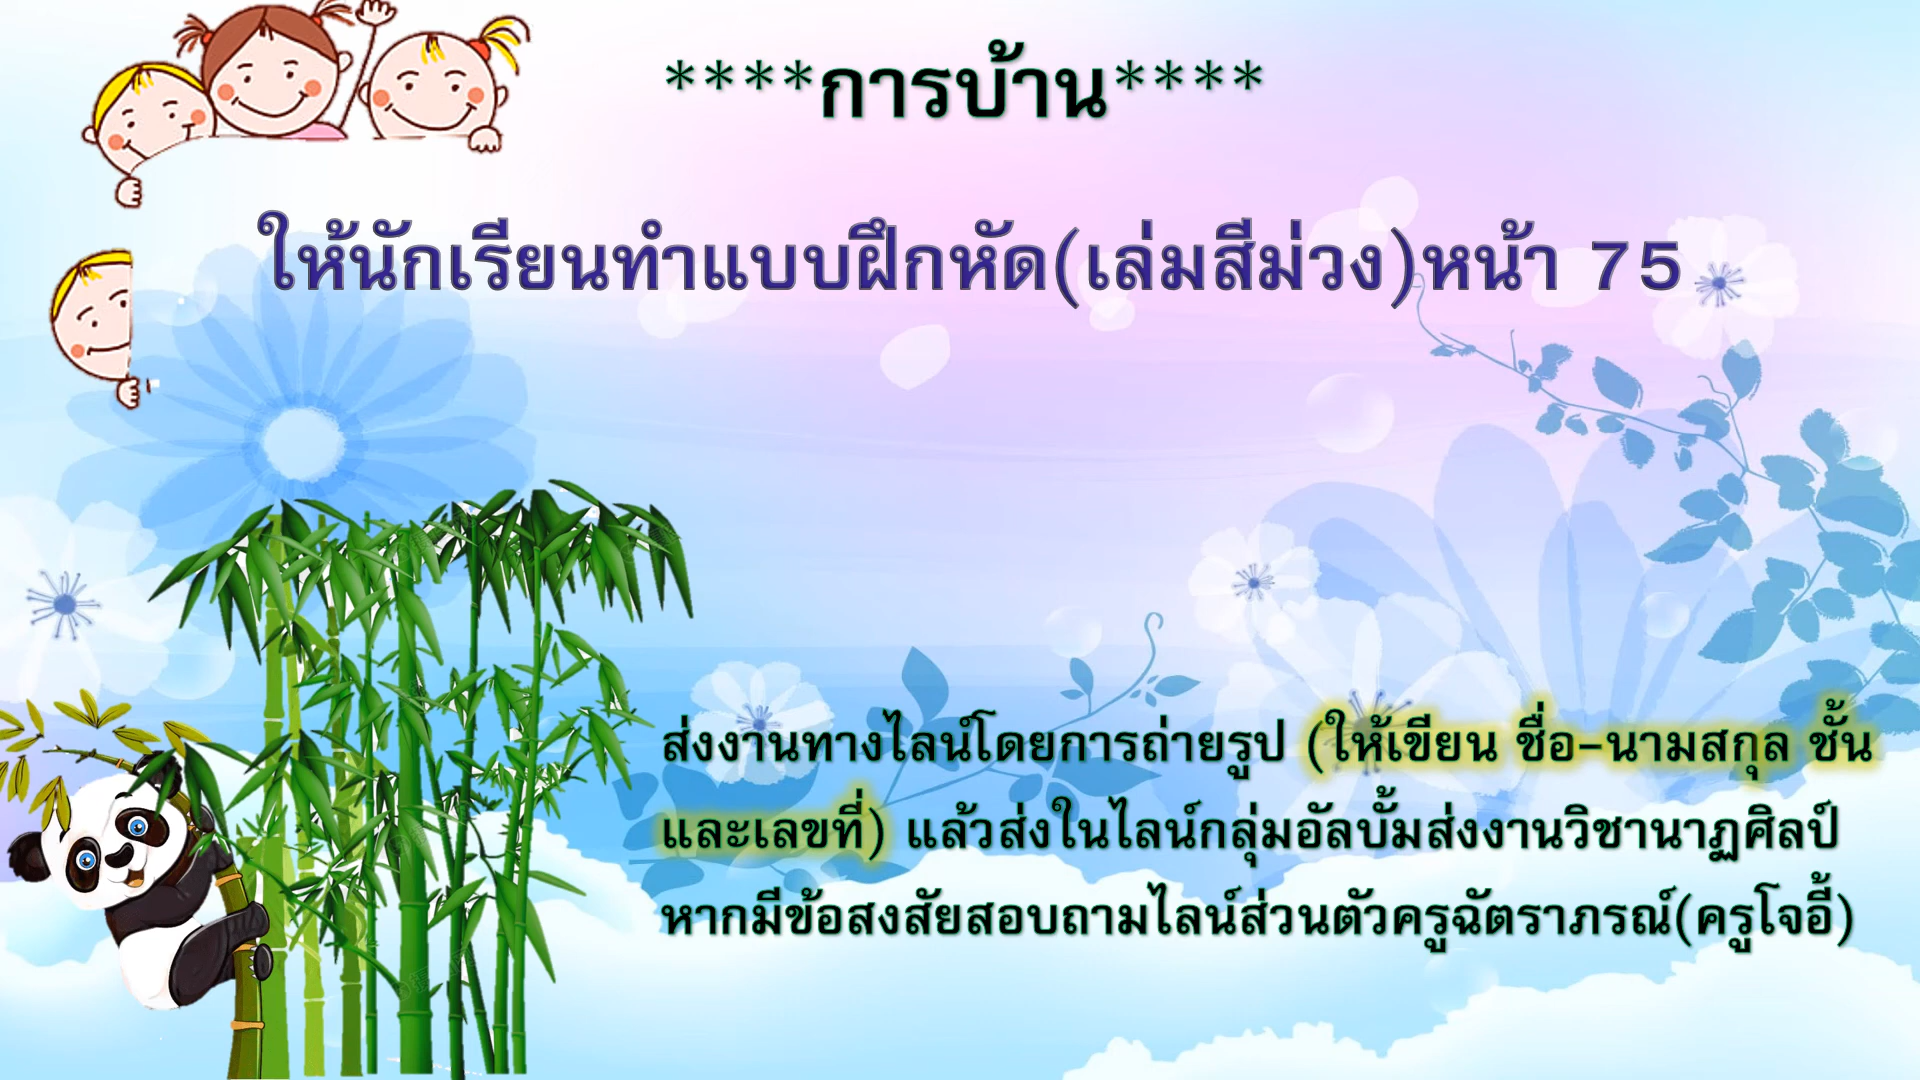 ****การบ้าน****
ให้นักเรียนทำแบบฝึกหัด(เล่มสีม่วง)หน้า 75
ส่งงานทางไลน์โดยการถ่ายรูป (ให้เขียน ชื่อ-นามสกุล ชั้น
และเลขที่) แล้วส่งในไลน์กลุ่มอัลบั้มส่งงานวิชานาฏศิลป์
หากมีข้อสงสัยสอบถามไลน์ส่วนตัวครูฉัตราภรณ์(ครูโจอี้)